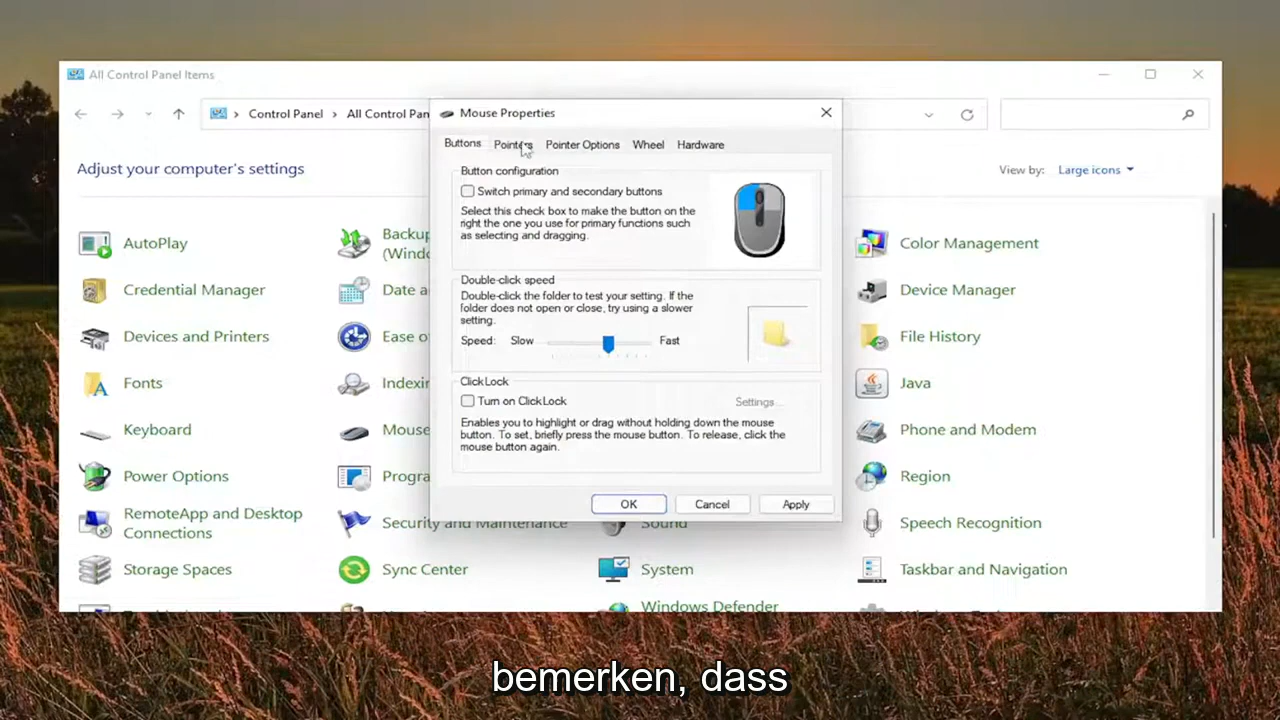 All Control Panel Items
Control Panel
All Control Pan
Adjust your computer's settings
View by:
Large icons
AutoPlay
Credential Manager
Devices and Printers
Fonts
Keyboard
Power Options
RemoteApp and Desktop
Connections
Storage Spaces
Backup
(Windo
Date a
Ease o
Indexin
Mouse
Progra
Security and Maintenance
Sync Center
Sound
System
Windows Defender
Color Management
Device Manager
File History
Java
Phone and Modem
Region
Speech Recognition
Taskbar and Navigation
Mouse Properties
Buttons
Pointers
Pointer Options
Wheel
Hardware
Button configuration
Switch primary and secondary buttons
Select this check box to make the button on the
right the one you use for primary functions such
as selecting and dragging.
Double-click speed
Double-click the folder to test your setting. If the
folder does not open or close, try using a slower
setting.
Speed:
Slow
Fast
ClickLock
Turn on ClickLock
Settings...
Enables you to highlight or drag without holding down the mouse
button. To set, briefly press the mouse button. To release, click the
mouse button again.
OK
Cancel
Apply
bemerken, dass